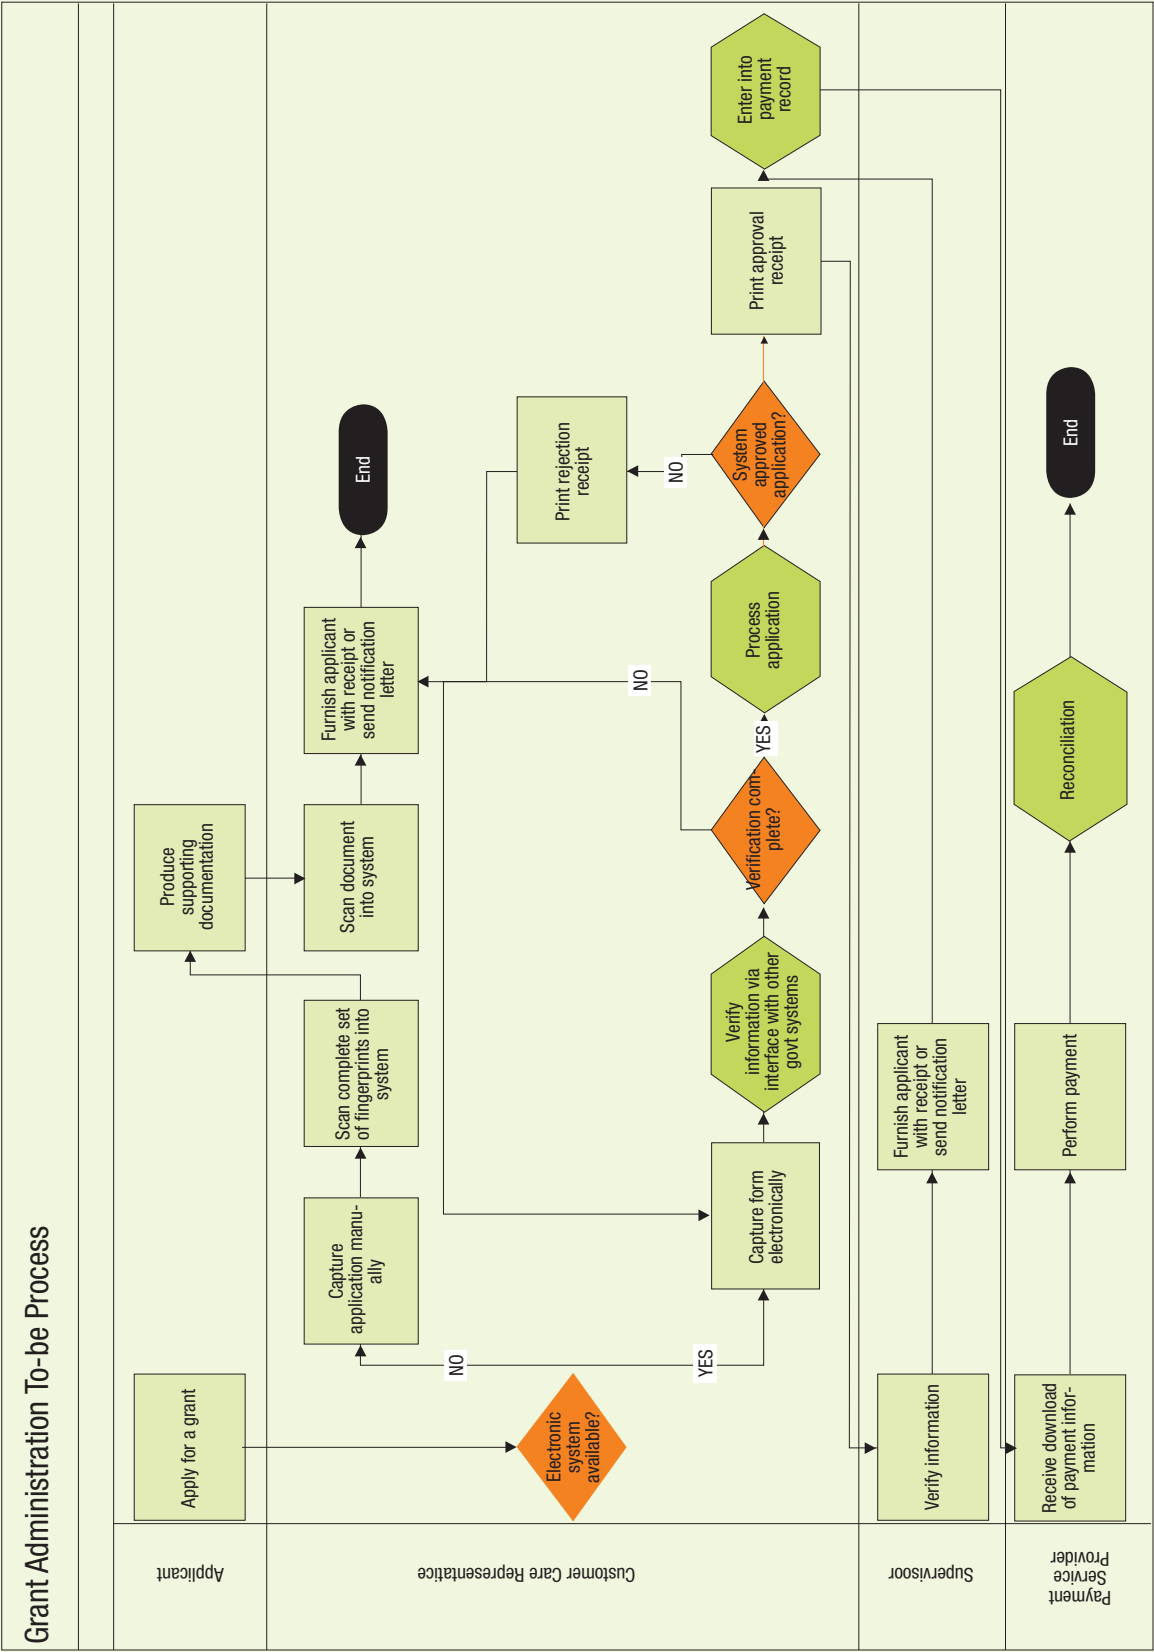 Grant Administration To-be Process
Applicant
Apply for a grant
Produce
supporting
documentation
Customer Care Representatice
Electronic
system
available?
NO
YES
Capture
application manu-
ally
Scan complete set
of fingerprints into
system
Scan document
into system
Furnish applicant
with receipt or
send notification
letter
End
Capture form
electronically
Verify
information via
interface with other
govt systems
Verification com-
plete?
NO
YES
Process
application
System
approved
application?
NO
Print rejection
receipt
Print approval
receipt
Enter into
payment
record
Supervisoor
Verify information
Furnish applicant
with receipt or
send notification
letter
Payment
Service
Provider
Receive download
of payment infor-
mation
Perform payment
Reconciliation
End